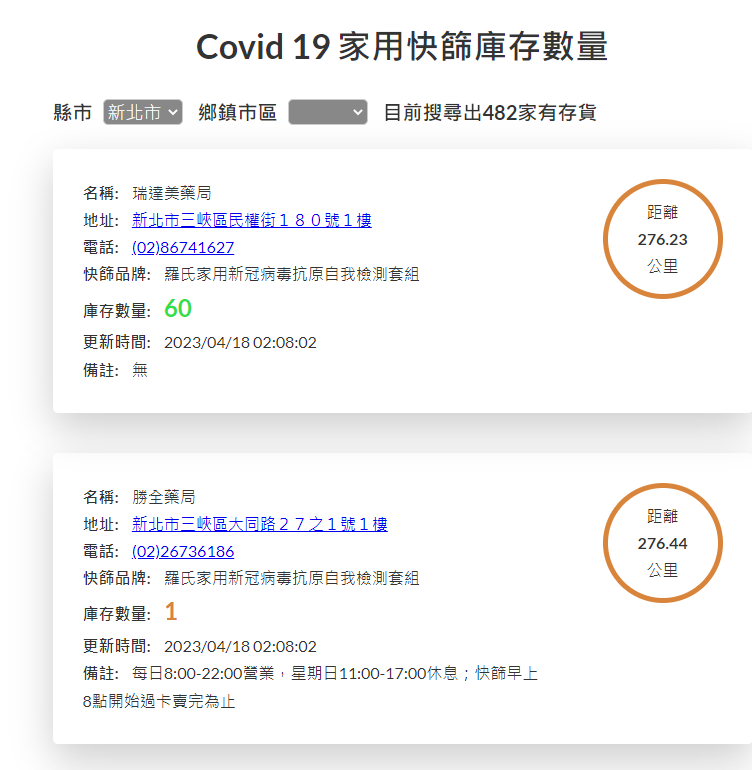 Covid 19 家用快篩庫存數量
縣市 新北市 鄉鎮市區 目前搜尋出482家有存貨
名稱: 瑞達美藥局
地址: 新北市三峽區民權街１８０號１樓
電話: (02)86741627
快篩品牌: 羅氏家用新冠病毒抗原自我檢測套組
庫存數量: 60
更新時間: 2023/04/18 02:08:02
備註: 無
距離
276.23
公里
名稱: 勝全藥局
地址: 新北市三峽區大同路２７之１號１樓
電話: (02)26736186
快篩品牌: 羅氏家用新冠病毒抗原自我檢測套組
庫存數量: 1
更新時間: 2023/04/18 02:08:02
備註: 每日8:00-22:00營業，星期日11:00-17:00休息；快篩早上
8點開始過卡賣完為止
距離
276.44
公里